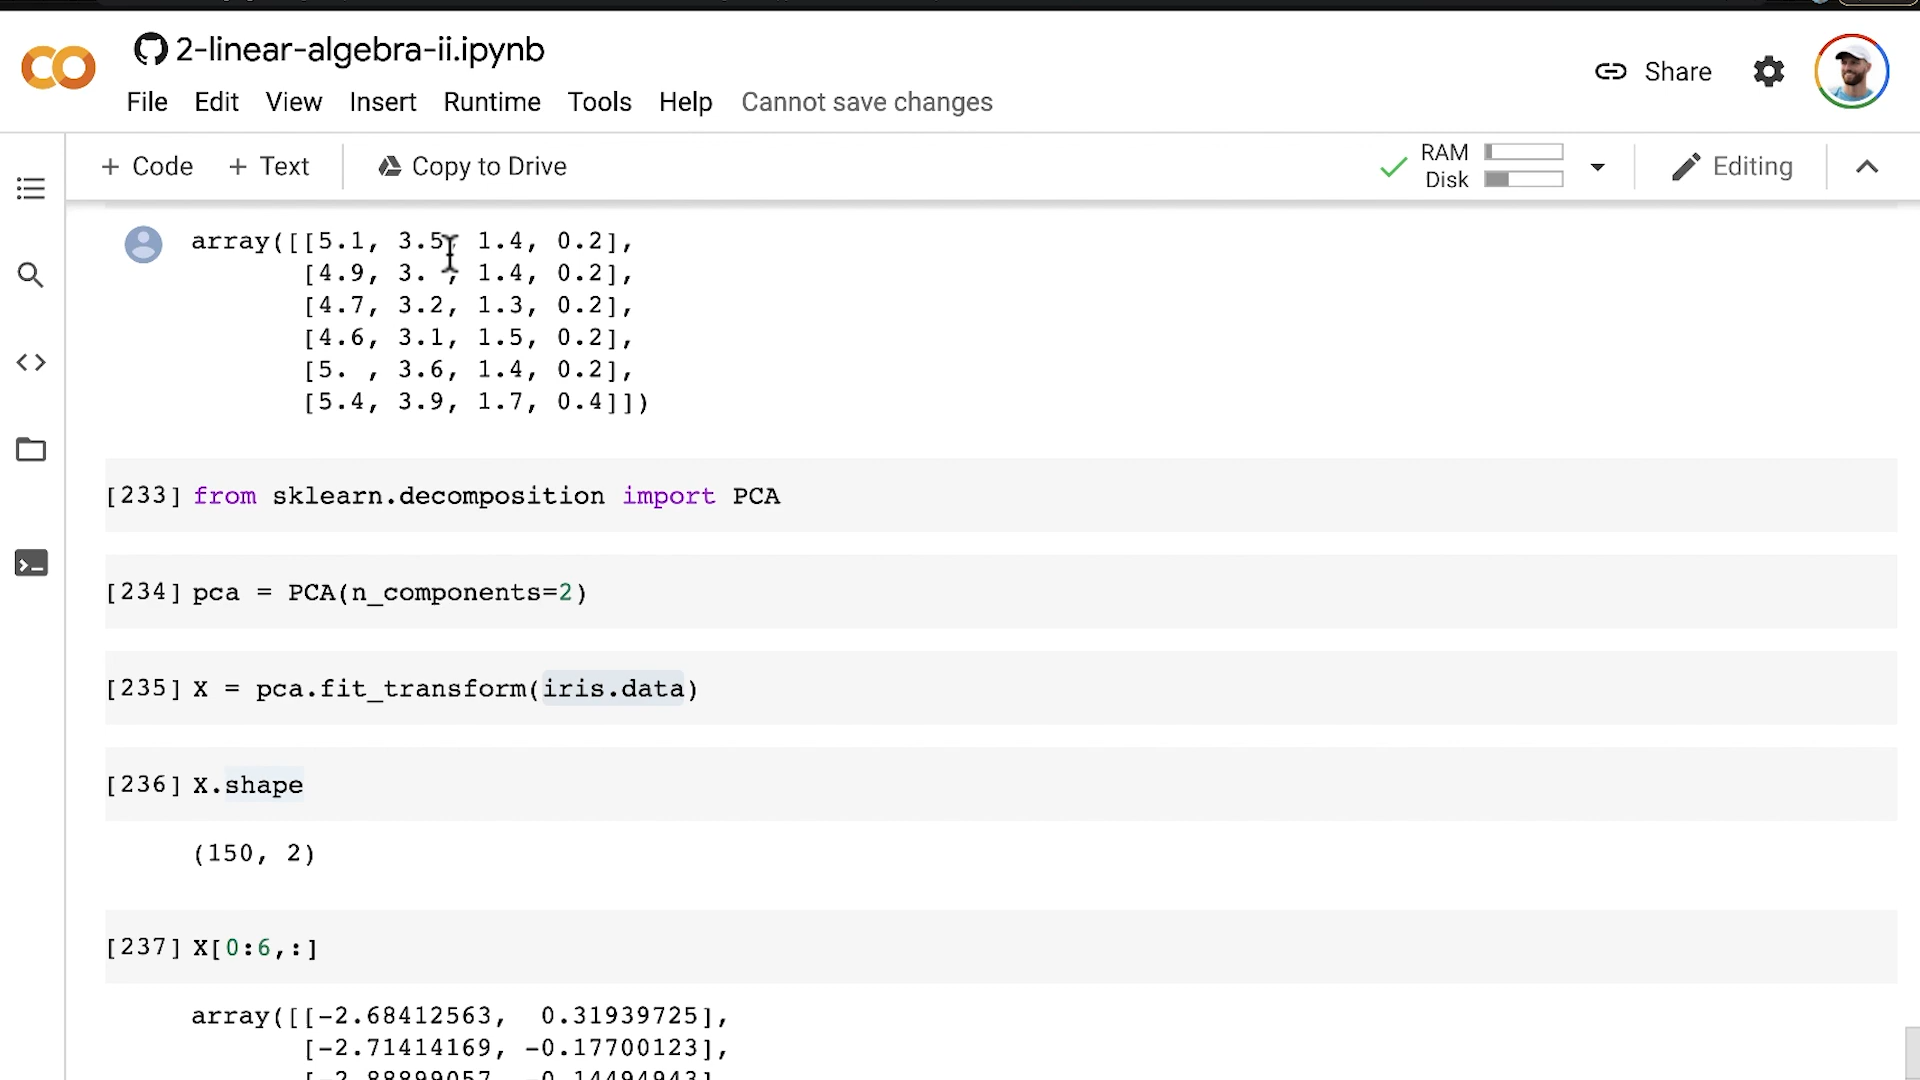 2-linear-algebra-ii.ipynb
File Edit View Insert Runtime Tools Help Cannot save changes
Share
+ Code + Text Copy to Drive
RAM
Disk
Editing
array([[5.1, 3.5, 1.4, 0.2],
[4.9, 3. , 1.4, 0.2],
[4.7, 3.2, 1.3, 0.2],
[4.6, 3.1, 1.5, 0.2],
[5. , 3.6, 1.4, 0.2],
[5.4, 3.9, 1.7, 0.4]])
[233] from sklearn.decomposition import PCA
[234] pca = PCA(n_components=2)
[235] X = pca.fit_transform(iris.data)
[236] X.shape
(150, 2)
[237] X[0:6,:]
array([[-2.68412563, 0.31939725],
[-2.71414169, -0.17700123],
[-2.88899057, -0.14494943],